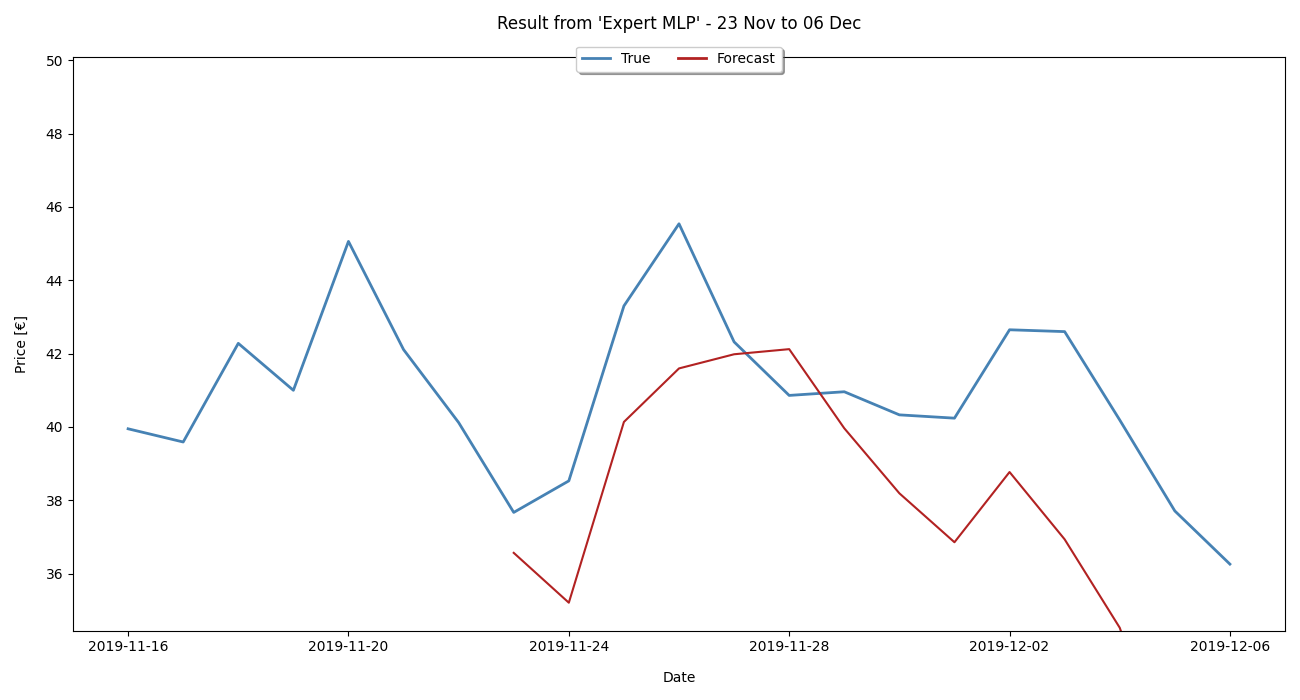 Result from 'Expert MLP' - 23 Nov to 06 Dec
True Forecast
50
48
46
44
42
40
38
36
Price [€]
2019-11-16 2019-11-20 2019-11-24 2019-11-28 2019-12-02 2019-12-06
Date